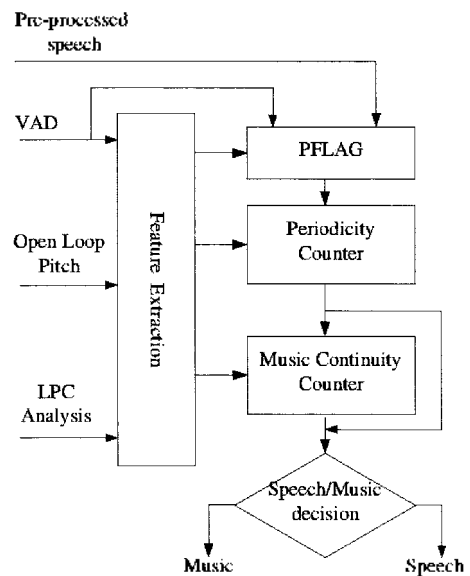 Pre-processed
speech
VAD
PFLAG
Open Loop
Pitch
Feature Extraction
Periodicity
Counter
Music Continuity
Counter
LPC
Analysis
Speech/Music
decision
Music
Speech